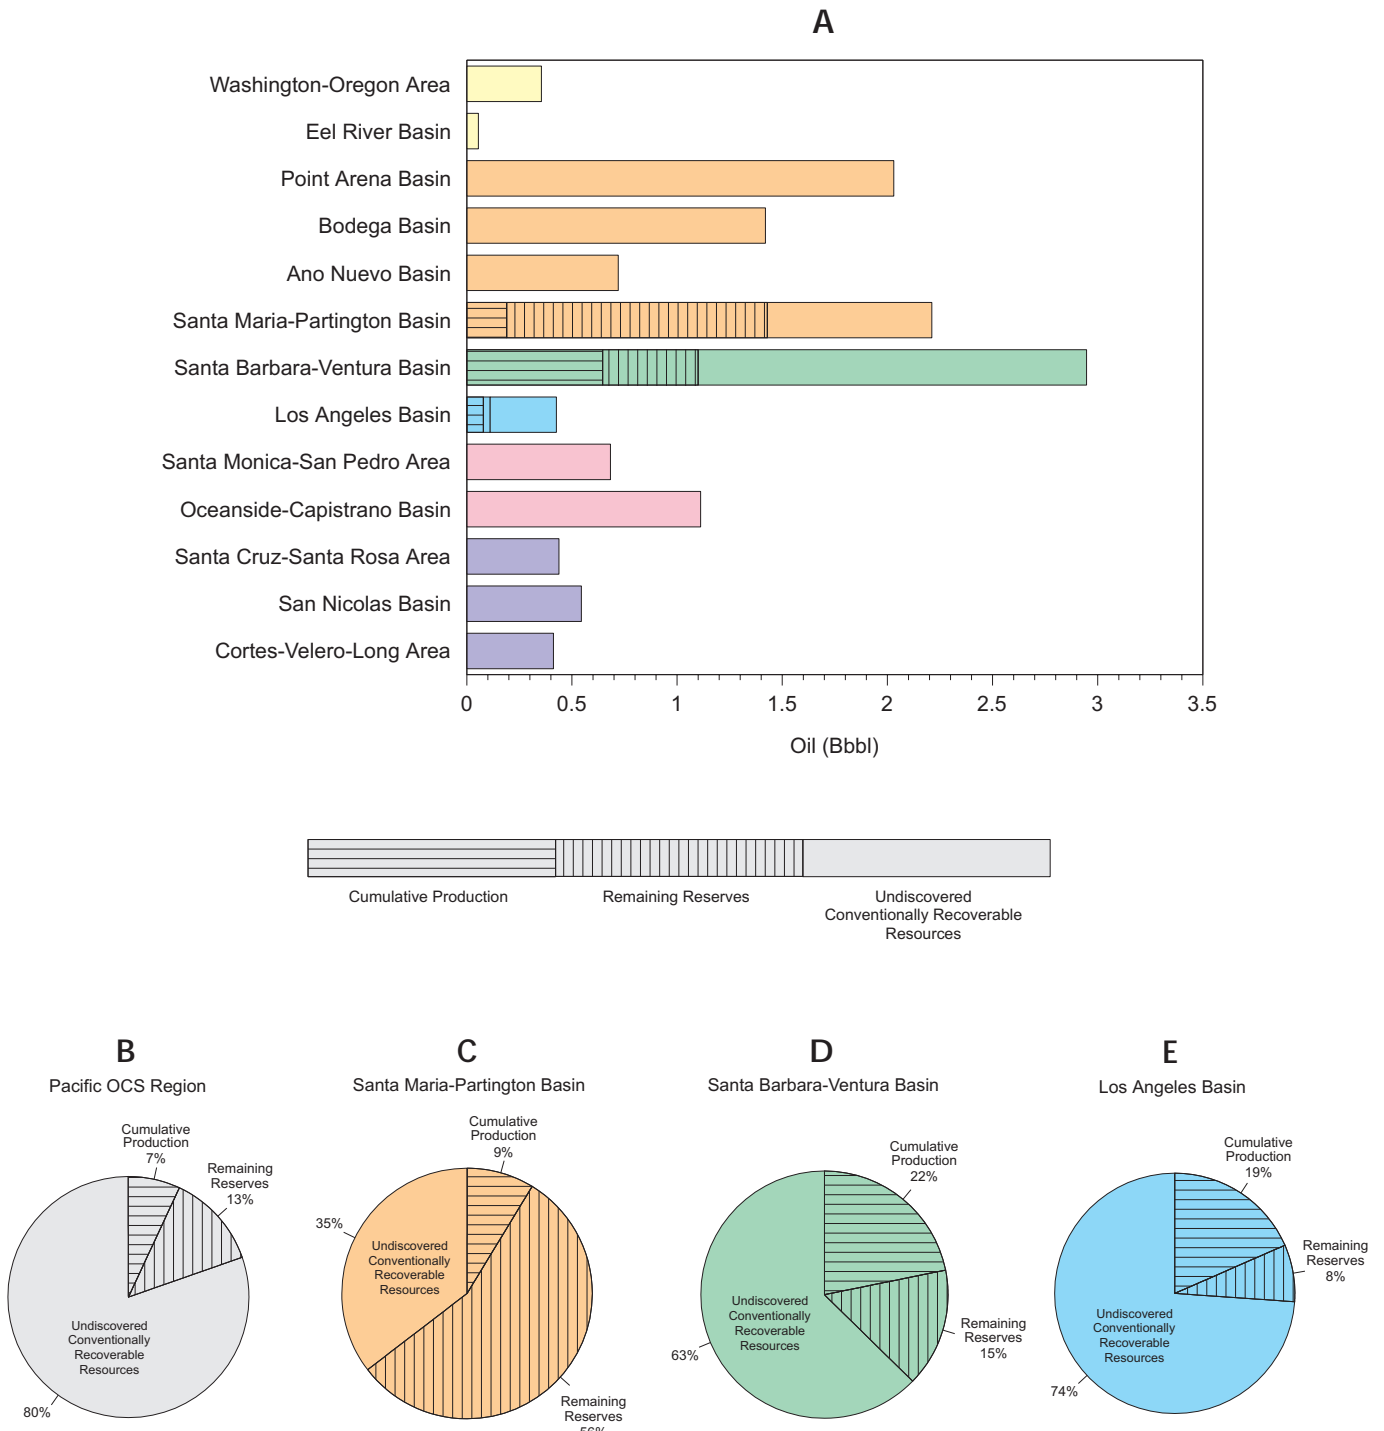 A
Washington-Oregon Area
Eel River Basin
Point Arena Basin
Bodega Basin
Ano Nuevo Basin
Santa Maria-Partington Basin
Santa Barbara-Ventura Basin
Los Angeles Basin
Santa Monica-San Pedro Area
Oceanside-Capistrano Basin
Santa Cruz-Santa Rosa Area
San Nicolas Basin
Cortes-Velero-Long Area
0 0.5 1 1.5 2 2.5 3 3.5
Oil (Bbbl)
Cumulative Production
Remaining Reserves
Undiscovered
Conventionally Recoverable
Resources
B
Pacific OCS Region
Cumulative
Production
7%
Remaining
Reserves
13%
Undiscovered
Conventionally
Recoverable
Resources
80%
C
Santa Maria-Partington Basin
Cumulative
Production
9%
35%
Undiscovered
Conventionally
Recoverable
Resources
Remaining
Reserves
56%
D
Santa Barbara-Ventura Basin
Cumulative
Production
22%
Undiscovered
Conventionally
Recoverable
Resources
Remaining
Reserves
15%
63%
E
Los Angeles Basin
Cumulative
Production
19%
Remaining
Reserves
8%
Undiscovered
Conventionally
Recoverable
Resources
74%